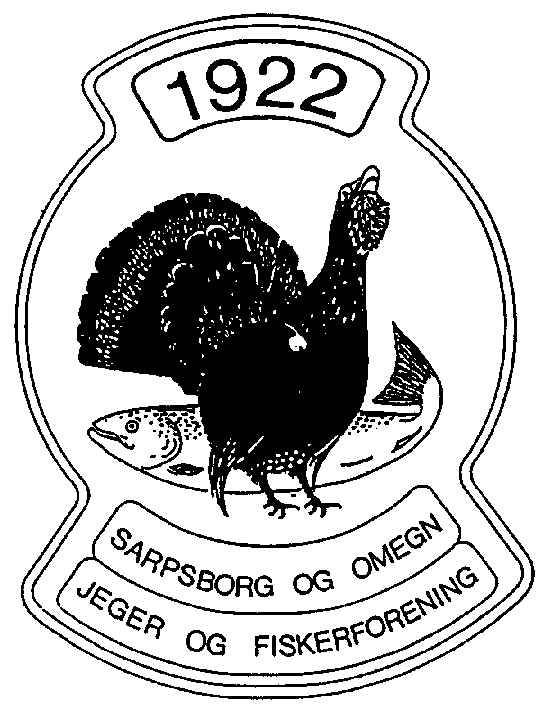 1922
SARPSBORG OG OMEGN
JEGER OG FISKERFORENING